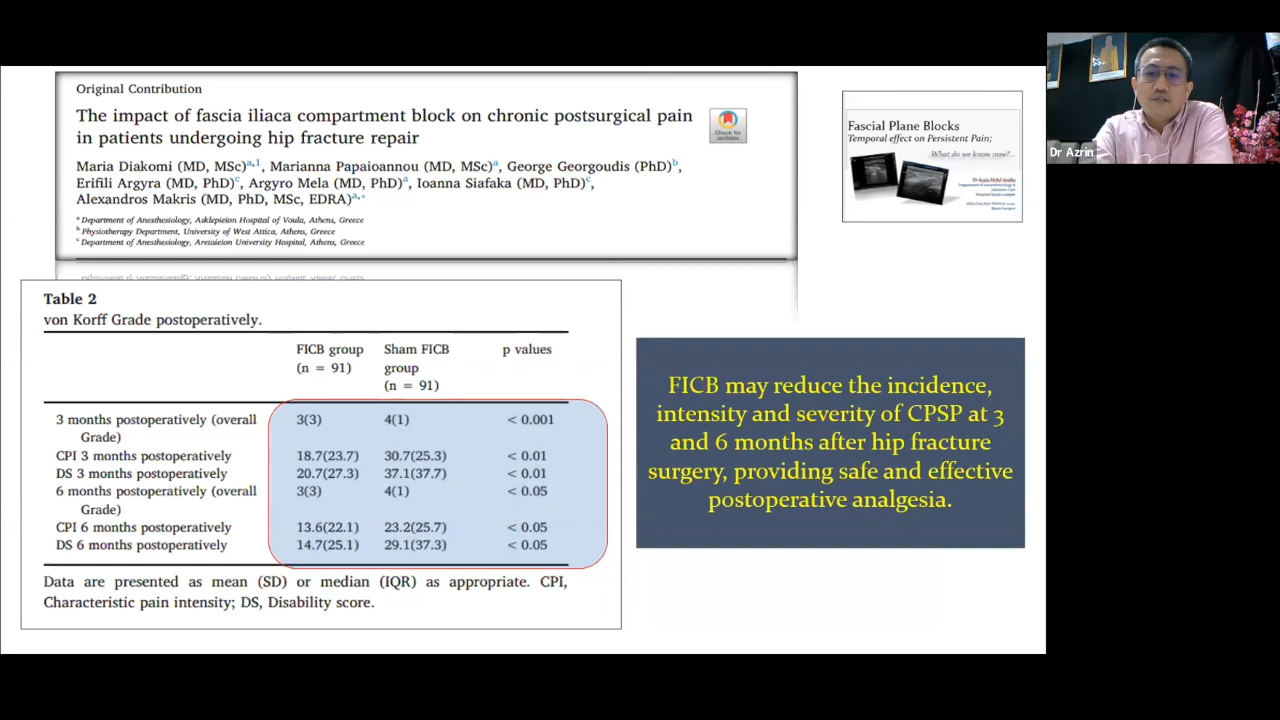 Original Contribution
The impact of fascia iliaca compartment block on chronic postsurgical pain
in patients undergoing hip fracture repair
Maria Diakomi (MD, MSc)a,1, Marianna Papaioannou (MD, MSc)a, George Georgoudis (PhD)b,
Erifili Argyra (MD, PhD)c, Argyro Mela (MD, PhD)a, Ioanna Siafaka (MD, PhD)c,
Alexandros Makris (MD, PhD, MSc, EDRA)a,*
a Department of Anesthesiology, Asklepieion Hospital of Voula, Athens, Greece
b Physiotherapy Department, University of West Attica, Athens, Greece
c Department of Anesthesiology, Aretaieion University Hospital, Athens, Greece
Check for
updates
Fascial Plane Blocks
Temporal effect on Persistent Pain;
What do we know now?...
Dr Azrin
Table 2
von Korff Grade postoperatively.
FICB group
(n = 91)
Sham FICB
group
(n = 91)
p values
3 months postoperatively (overall
Grade)
3(3) 4(1) < 0.001
CPI 3 months postoperatively 18.7(23.7) 30.7(25.3) < 0.01
DS 3 months postoperatively 20.7(27.3) 37.1(37.7) < 0.01
6 months postoperatively (overall
Grade)
3(3) 4(1) < 0.05
CPI 6 months postoperatively 13.6(22.1) 23.2(25.7) < 0.05
DS 6 months postoperatively 14.7(25.1) 29.1(37.3) < 0.05
Data are presented as mean (SD) or median (IQR) as appropriate. CPI,
Characteristic pain intensity; DS, Disability score.
FICB may reduce the incidence,
intensity and severity of CPSP at 3
and 6 months after hip fracture
surgery, providing safe and effective
postoperative analgesia.